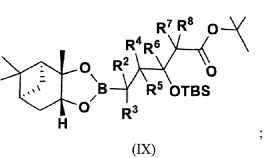 R⁷ R⁸
R⁴ R⁶
R² O
O B O
R⁵ OTBS
O R³
H
;
(IX)